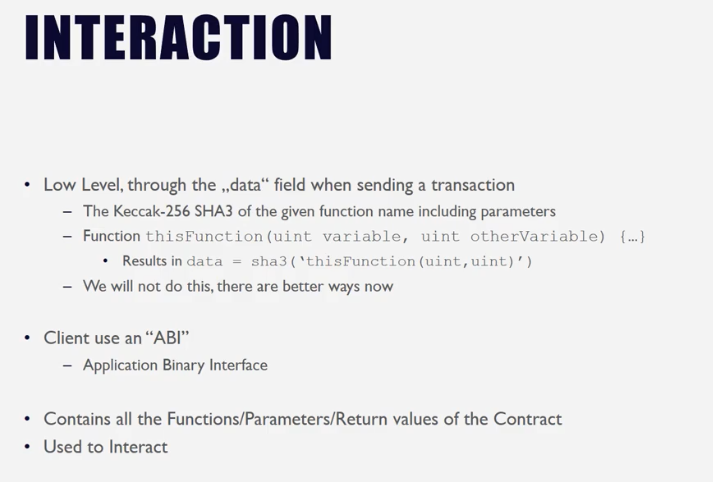 INTERACTION
• Low Level, through the „data“ field when sending a transaction
– The Keccak-256 SHA3 of the given function name including parameters
– Function thisFunction(uint variable, uint otherVariable) {…}
• Results in data = sha3(‘thisFunction(uint,uint)’)
– We will not do this, there are better ways now
• Client use an “ABI”
– Application Binary Interface
• Contains all the Functions/Parameters/Return values of the Contract
• Used to Interact